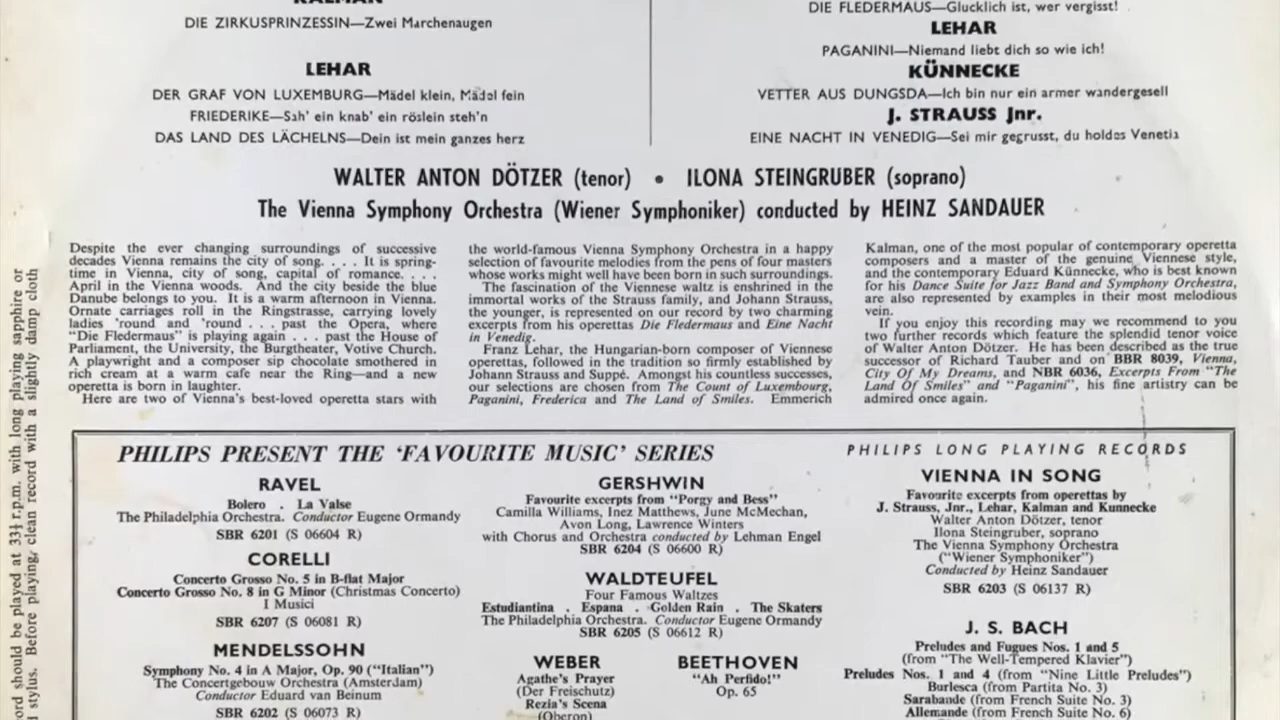 KALMAN
DIE ZIRKUSPRINZESSIN—Zwei Marchenaugen
LEHAR
DER GRAF VON LUXEMBURG—Mädel klein, Mädel fein
FRIEDERIKE—Sah' ein knab' ein röslein steh'n
DAS LAND DES LÄCHELNS—Dein ist mein ganzes herz
DIE FLEDERMAUS—Glucklich ist, wer vergisst!
LEHAR
PAGANINI—Niemand liebt dich so wie ich!
KÜNNECKE
VETTER AUS DUNGSDA—Ich bin nur ein armer wandergesell
J. STRAUSS Jnr.
EINE NACHT IN VENEDIG—Sei mir gegrusst, du holdes Venetia
WALTER ANTON DÖTZER (tenor) • ILONA STEINGRUBER (soprano)
The Vienna Symphony Orchestra (Wiener Symphoniker) conducted by HEINZ SANDAUER
Despite the ever changing surroundings of successive
decades Vienna remains the city of song. . . . It is spring-
time in Vienna, city of song, capital of romance. . . .
April in the Vienna woods. And the city beside the blue
Danube belongs to you. It is a warm afternoon in Vienna.
Ornate carriages roll in the Ringstrasse, carrying lovely
ladies 'round and 'round . . . past the Opera, where
"Die Fledermaus" is playing again . . . past the House of
Parliament, the University, the Burgtheater, Votive Church.
A playwright and a composer sip chocolate smothered in
rich cream at a warm cafe near the Ring—and a new
operetta is born in laughter.
Here are two of Vienna's best-loved operetta stars with
the world-famous Vienna Symphony Orchestra in a happy
selection of favourite melodies from the pens of four masters
whose works might well have been born in such surroundings.
The fascination of the Viennese waltz is enshrined in the
immortal works of the Strauss family, and Johann Strauss,
the younger, is represented on our record by two charming
excerpts from his operettas Die Fledermaus and Eine Nacht
in Venedig.
Franz Lehar, the Hungarian-born composer of Viennese
operettas, followed in the tradition so firmly established by
Johann Strauss and Suppé. Amongst his countless successes,
our selections are chosen from The Count of Luxembourg,
Paganini, Frederica and The Land of Smiles. Emmerich
Kalman, one of the most popular of contemporary operetta
composers and a master of the genuine Viennese style,
and the contemporary Eduard Künnecke, who is best known
for his Dance Suite for Jazz Band and Symphony Orchestra,
are also represented by examples in their most melodious
vein.
If you enjoy this recording may we recommend to you
two further records which feature the splendid tenor voice
of Walter Anton Dötzer. He has been described as the true
successor of Richard Tauber and on BBR 8039, Vienna,
City Of My Dreams, and NBR 6036, Excerpts From "The
Land Of Smiles" and "Paganini", his fine artistry can be
admired once again.
PHILIPS PRESENT THE 'FAVOURITE MUSIC' SERIES
PHILIPS LONG PLAYING RECORDS
RAVEL
Bolero . La Valse
The Philadelphia Orchestra. Conductor Eugene Ormandy
SBR 6201 (S 06604 R)
CORELLI
Concerto Grosso No. 5 in B-flat Major
Concerto Grosso No. 8 in G Minor (Christmas Concerto)
I Musici
SBR 6207 (S 06081 R)
MENDELSSOHN
Symphony No. 4 in A Major, Op. 90 ("Italian")
The Concertgebouw Orchestra (Amsterdam)
Conductor Eduard van Beinum
SBR 6202 (S 06073 R)
GERSHWIN
Favourite excerpts from "Porgy and Bess"
Camilla Williams, Inez Matthews, June McMechan,
Avon Long, Lawrence Winters
with Chorus and Orchestra conducted by Lehman Engel
SBR 6204 (S 06600 R)
WALDTEUFEL
Four Famous Waltzes
Estudiantina . Espana . Golden Rain . The Skaters
The Philadelphia Orchestra. Conductor Eugene Ormandy
SBR 6205 (S 06612 R)
WEBER
Agathe's Prayer
(Der Freischutz)
Rezia's Scena
(Oberon)
BEETHOVEN
"Ah Perfido!"
Op. 65
VIENNA IN SONG
Favourite excerpts from operettas by
J. Strauss, Jnr., Lehar, Kalman and Kunnecke
Walter Anton Dötzer, tenor
Ilona Steingruber, soprano
The Vienna Symphony Orchestra
("Wiener Symphoniker")
Conducted by Heinz Sandauer
SBR 6203 (S 06137 R)
J. S. BACH
Preludes and Fugues Nos. 1 and 5
(from "The Well-Tempered Klavier")
Preludes Nos. 1 and 4 (from "Nine Little Preludes")
Burlesca (from Partita No. 3)
Sarabande (from French Suite No. 3)
Allemande (from French Suite No. 6)
should be played at 33⅓ r.p.m. with long playing sapphire or
stylus. Before playing, clean record with a slightly damp cloth